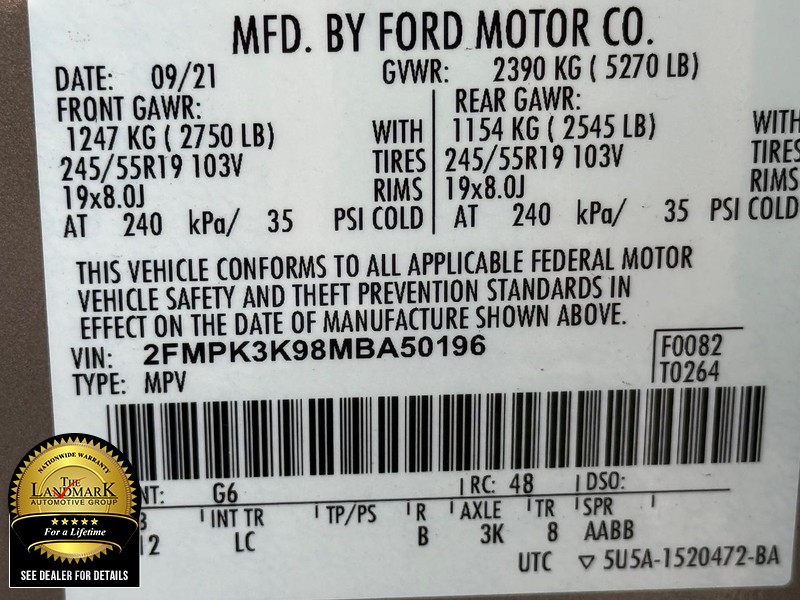 MFD. BY FORD MOTOR CO.
DATE: 09/21 GVWR: 2390 KG ( 5270 LB)
FRONT GAWR: REAR GAWR:
1247 KG ( 2750 LB) WITH 1154 KG ( 2545 LB) WITH
245/55R19 103V TIRES 245/55R19 103V TIRES
19x8.0J RIMS 19x8.0J RIMS
AT 240 kPa/ 35 PSI COLD AT 240 kPa/ 35 PSI COLD
THIS VEHICLE CONFORMS TO ALL APPLICABLE FEDERAL MOTOR
VEHICLE SAFETY AND THEFT PREVENTION STANDARDS IN
EFFECT ON THE DATE OF MANUFACTURE SHOWN ABOVE.
VIN: 2FMPK3K98MBA50196 F0082
TYPE: MPV T0264
NT: G6 RC: 48 DSO:
3 INT TR TP/PS R AXLE TR SPR
12 LC B 3K 8 AABB
UTC ▽ 5U5A-1520472-BA
NATIONWIDE WARRANTY
THE
LANDMARK
AUTOMOTIVE GROUP
★★★★★
For a Lifetime
SEE DEALER FOR DETAILS